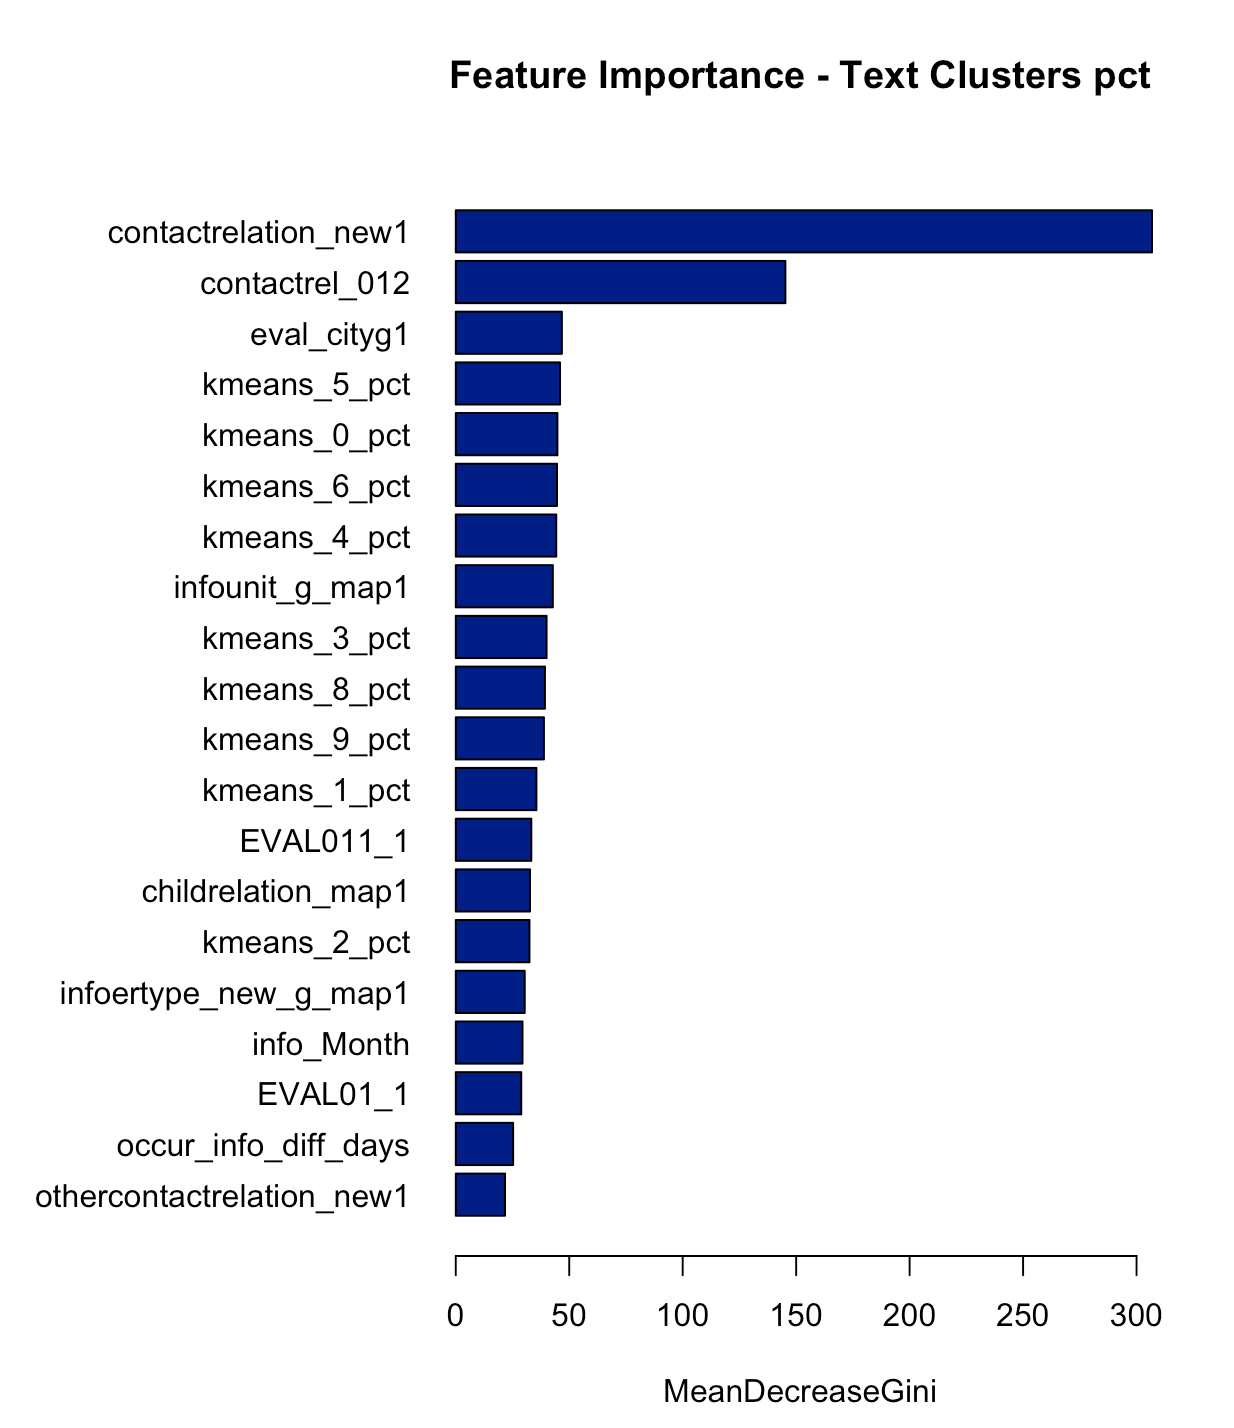 Feature Importance - Text Clusters pct
contactrelation_new1
contactrel_012
eval_cityg1
kmeans_5_pct
kmeans_0_pct
kmeans_6_pct
kmeans_4_pct
infounit_g_map1
kmeans_3_pct
kmeans_8_pct
kmeans_9_pct
kmeans_1_pct
EVAL011_1
childrelation_map1
kmeans_2_pct
infoertype_new_g_map1
info_Month
EVAL01_1
occur_info_diff_days
othercontactrelation_new1
0 50 100 150 200 250 300
MeanDecreaseGini